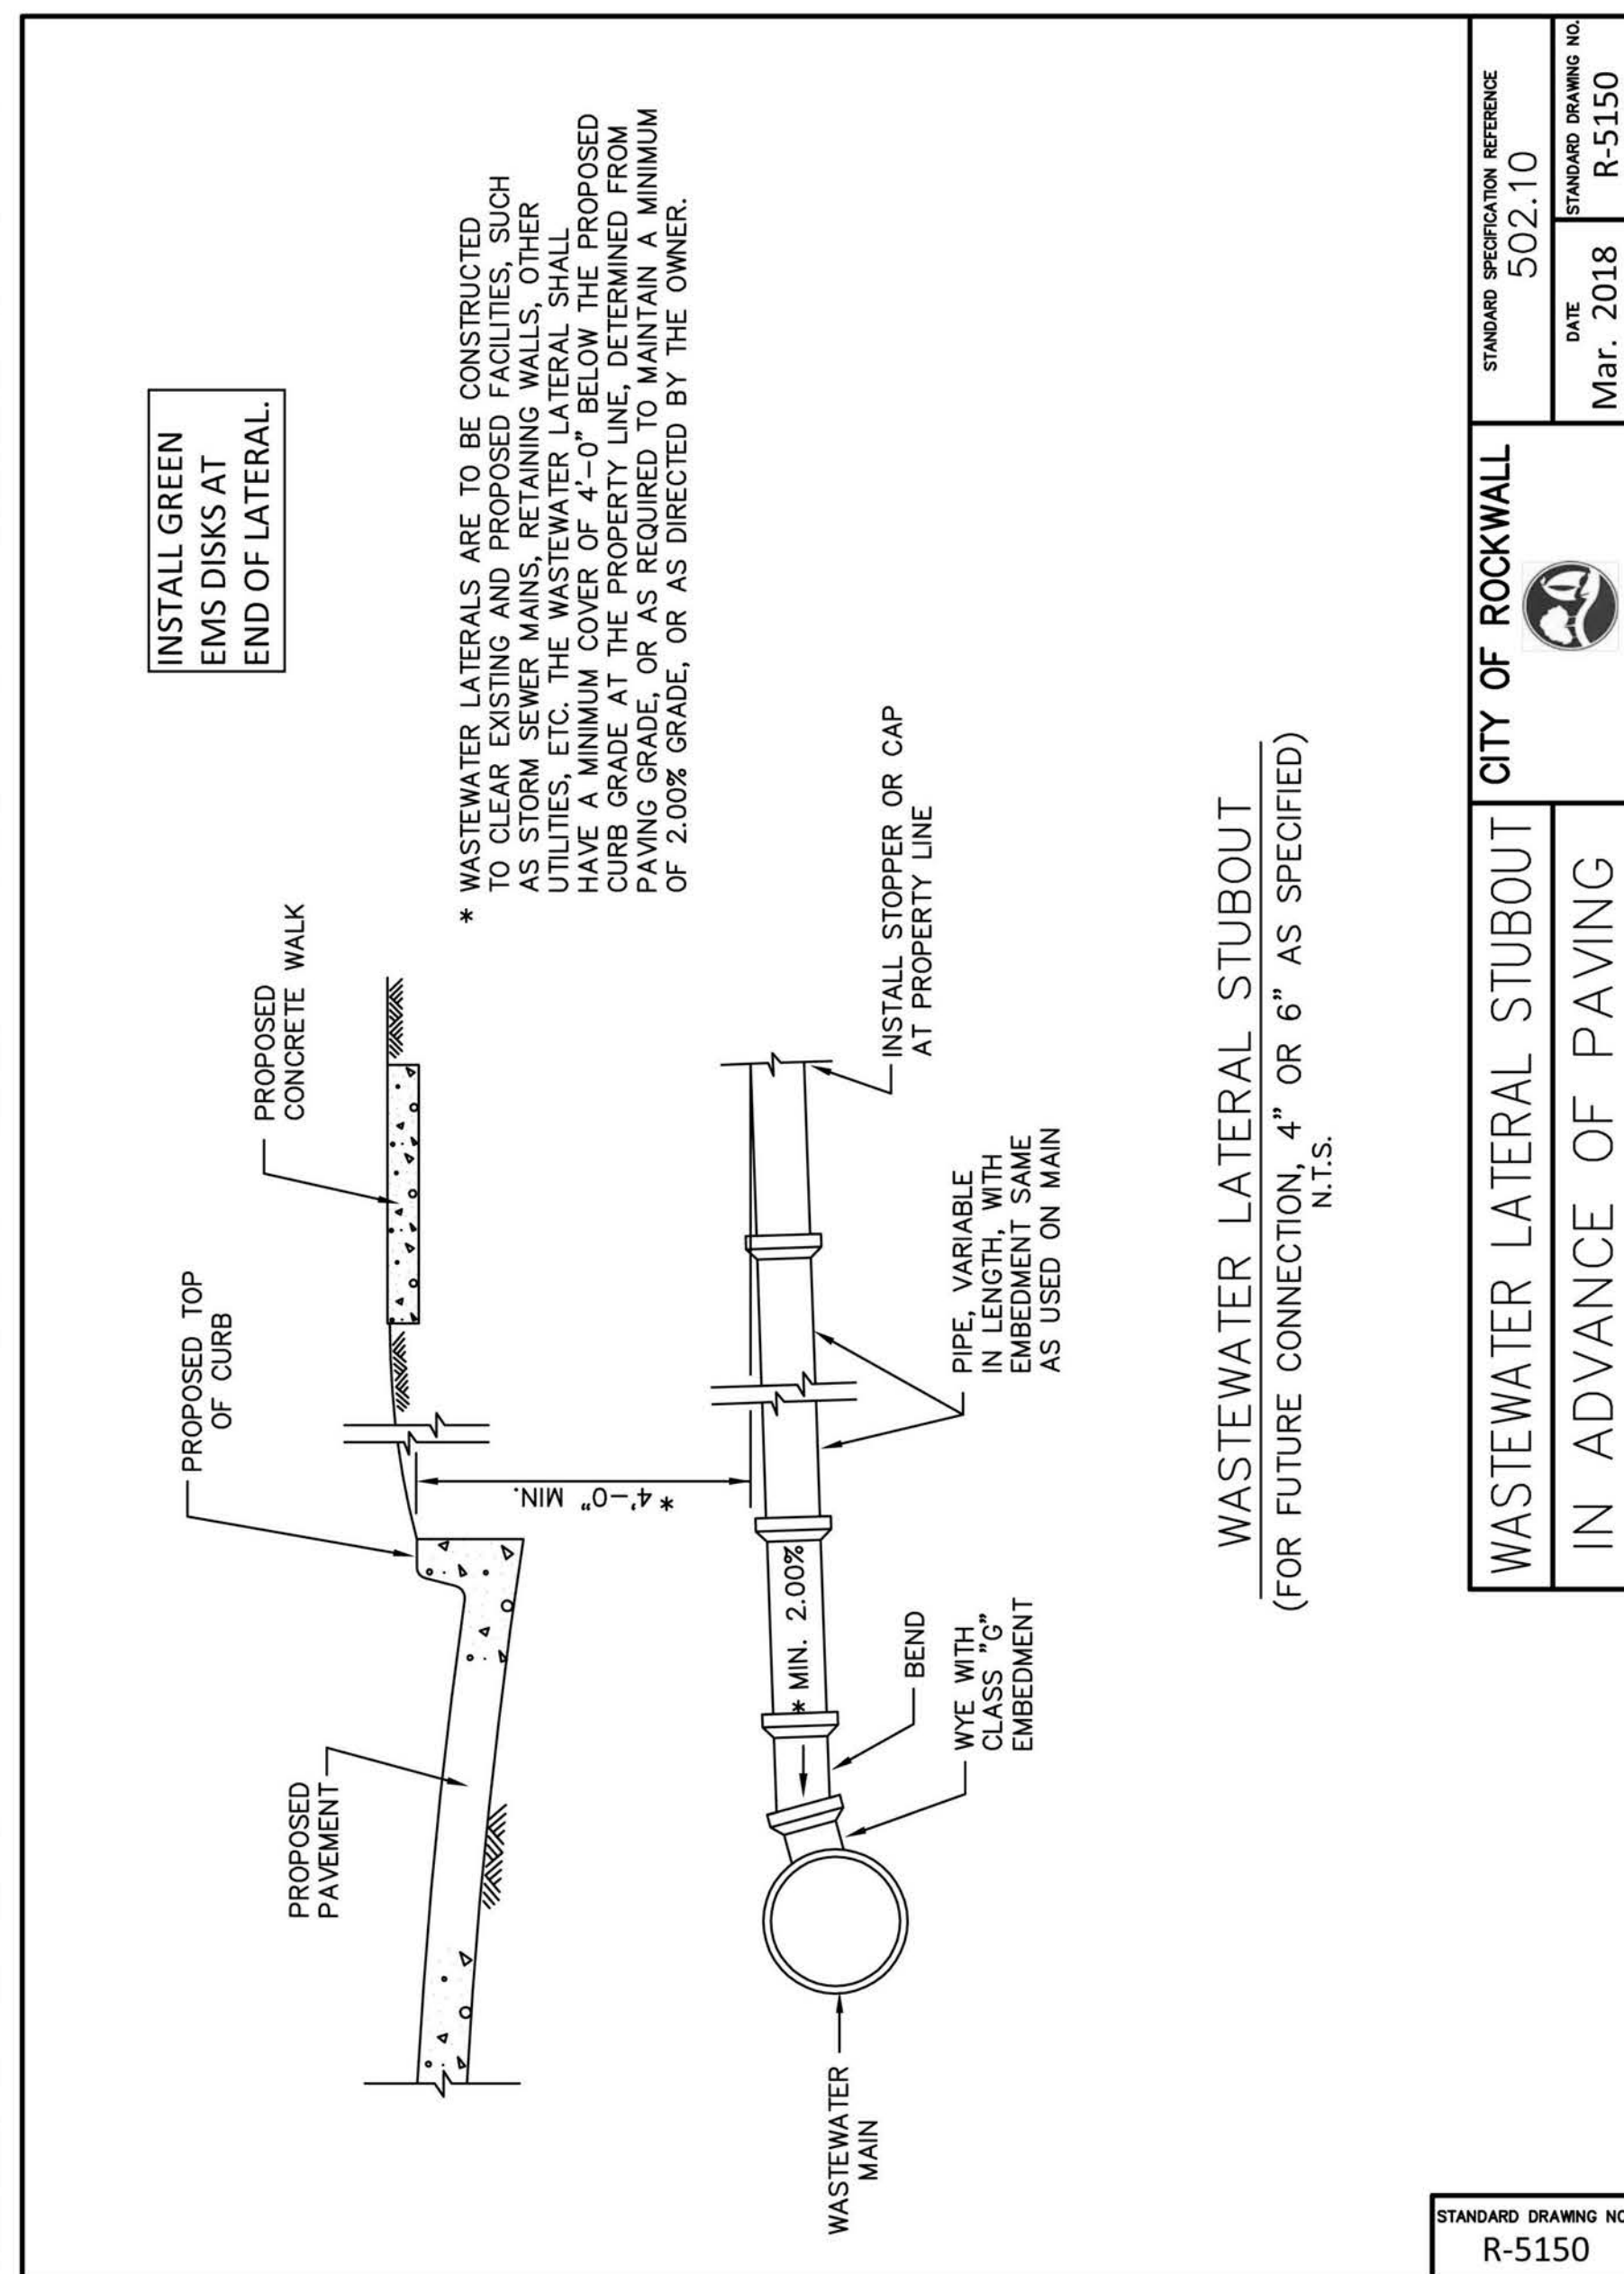 INSTALL GREEN
EMS DISKS AT
END OF LATERAL.
PROPOSED
CONCRETE WALK
PROPOSED TOP
OF CURB
PROPOSED
PAVEMENT
* WASTEWATER LATERALS ARE TO BE CONSTRUCTED
TO CLEAR EXISTING AND PROPOSED FACILITIES, SUCH
AS STORM SEWER MAINS, RETAINING WALLS, OTHER
UTILITIES, ETC. THE WASTEWATER LATERAL SHALL
HAVE A MINIMUM COVER OF 4'-0" BELOW THE PROPOSED
CURB GRADE AT THE PROPERTY LINE, DETERMINED FROM
PAVING GRADE, OR AS REQUIRED TO MAINTAIN A MINIMUM
OF 2.00% GRADE, OR AS DIRECTED BY THE OWNER.
* 4'-0" MIN.
* MIN. 2.00%
INSTALL STOPPER OR CAP
AT PROPERTY LINE
PIPE, VARIABLE
IN LENGTH, WITH
EMBEDMENT SAME
AS USED ON MAIN
BEND
WYE WITH
CLASS "G"
EMBEDMENT
WASTEWATER
MAIN
WASTEWATER LATERAL STUBOUT
(FOR FUTURE CONNECTION, 4" OR 6" AS SPECIFIED)
N.T.S.
WASTEWATER LATERAL STUBOUT
IN ADVANCE OF PAVING
CITY OF ROCKWALL
STANDARD SPECIFICATION REFERENCE
502.10
DATE
Mar. 2018
STANDARD DRAWING NO.
R-5150
STANDARD DRAWING NO
R-5150